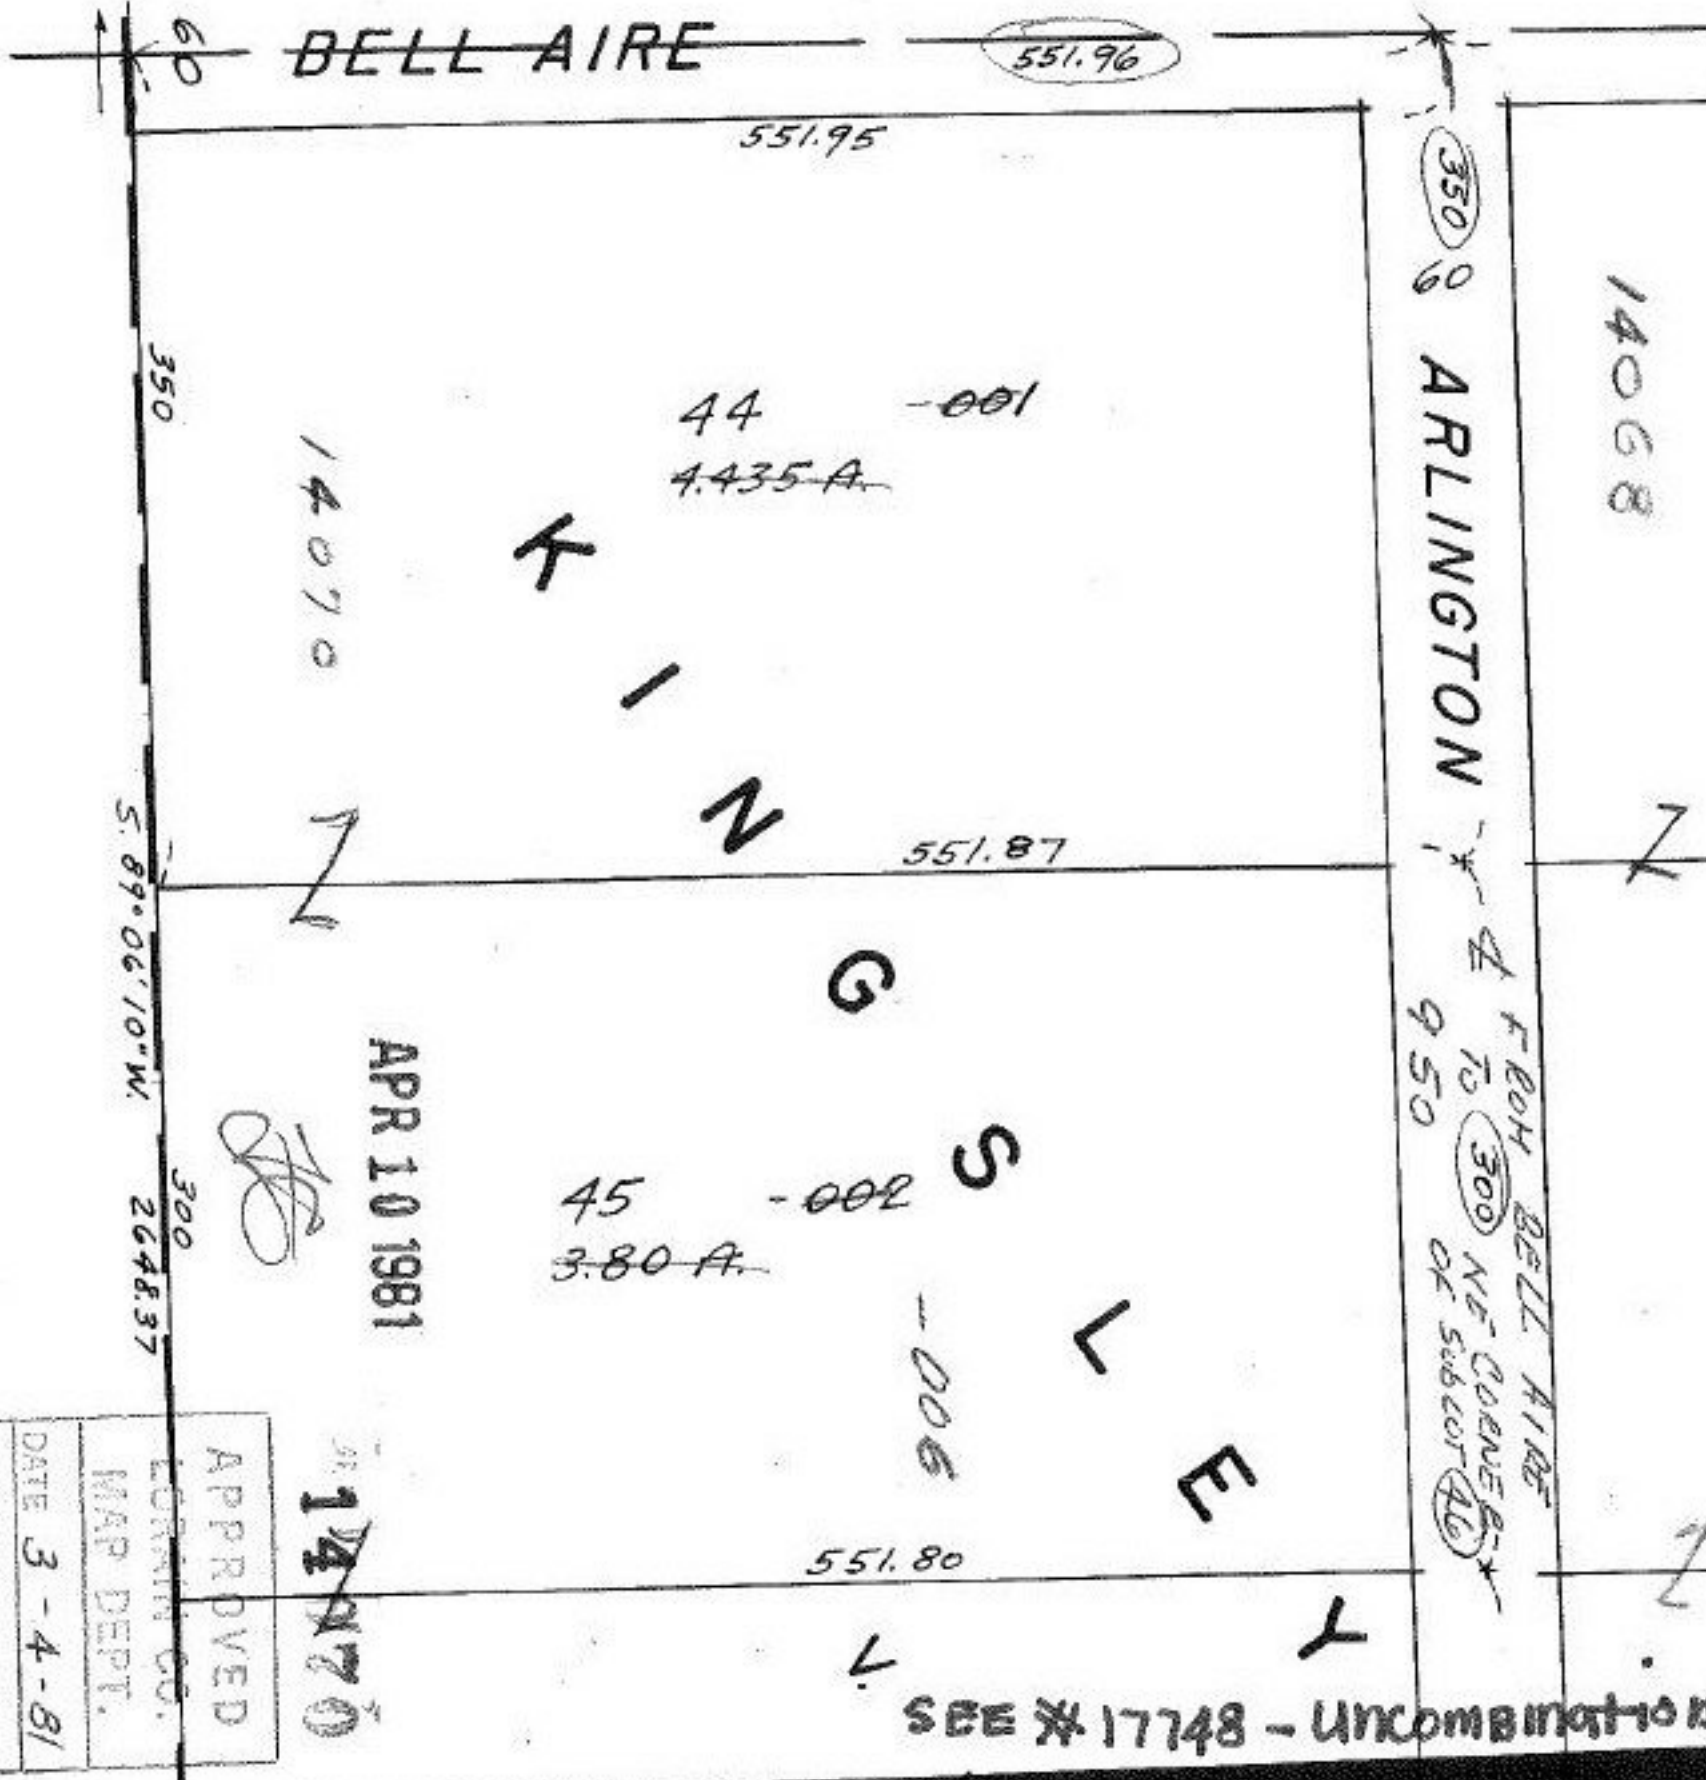 60
BELL AIRE
551.96
551.95
350
60
ARLINGTON
14068
350
44 -001
4.435 A.
14070
KINGSLEY
551.87
S. 89° 06' 10" W. 2648.37
FROM BELL AIRE
TO 300 NE CORNER
950 OF SUBLOT 46
APR 10 1981
300
45 -002
3.80 A.
-006
551.80
APPROVED
LORAIN CO.
MAP DEPT.
DATE 3-4-81
SEE # 17748 - Uncombination